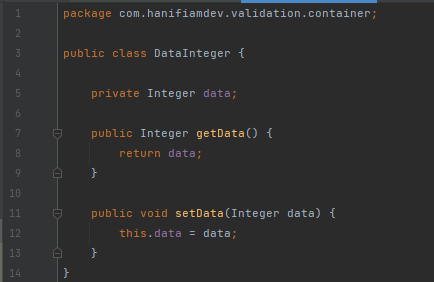 1 package com.hanifiamdev.validation.container;
2
3 public class DataInteger {
4
5     private Integer data;
6
7     public Integer getData() {
8         return data;
9     }
10
11     public void setData(Integer data) {
12         this.data = data;
13     }
14 }